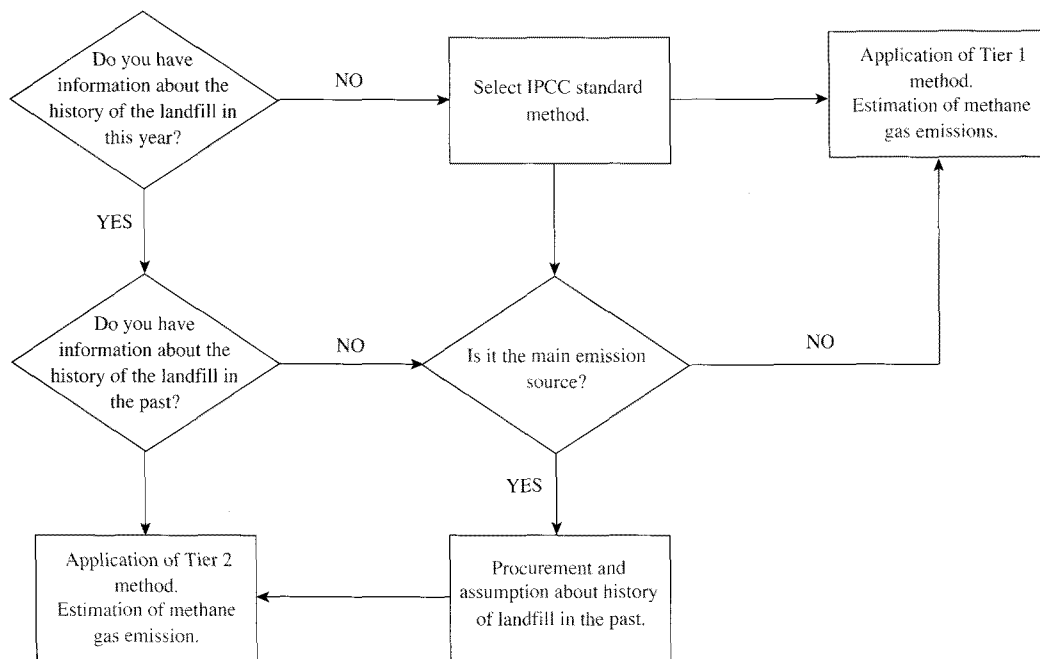 Do you have
information about the
history of the landfill in
this year?
NO
Select IPCC standard
method.
Application of Tier 1
method.
Estimation of methane
gas emissions.
YES
Do you have
information about the
history of the landfill in
the past?
NO
Is it the main emission
source?
NO
YES
Application of Tier 2
method.
Estimation of methane
gas emission.
Procurement and
assumption about history
of landfill in the past.